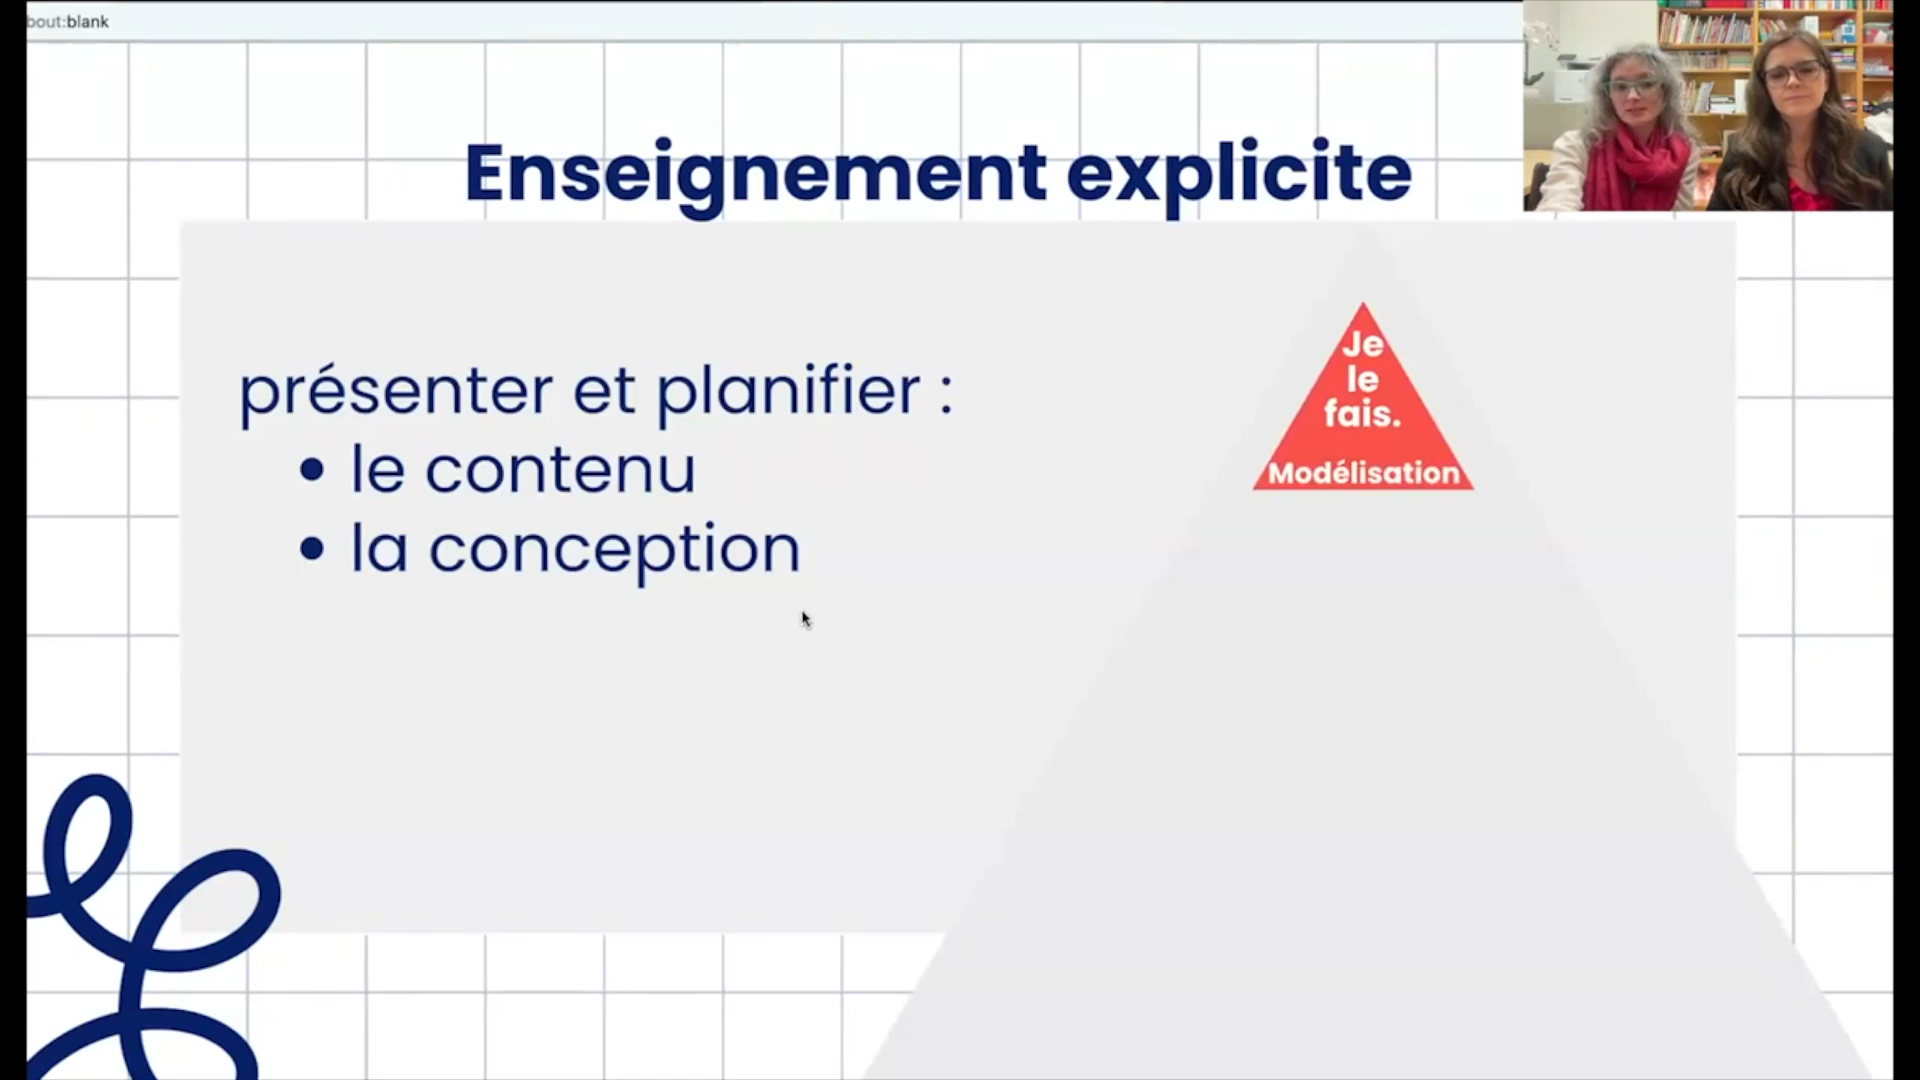 bout:blank
Enseignement explicite
présenter et planifier :
• le contenu
• la conception
Je
le
fais.
Modélisation